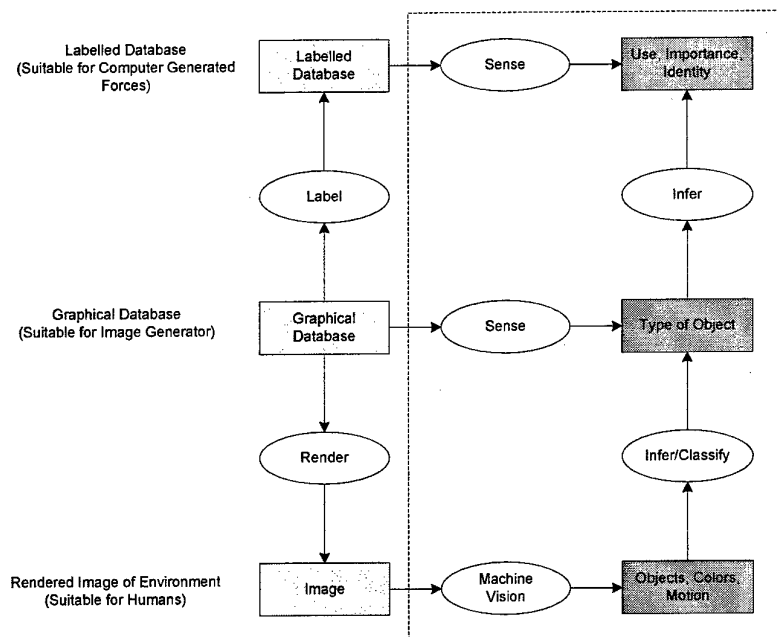 Labelled Database
(Suitable for Computer Generated
Forces)
Labelled
Database
Sense
Use, Importance,
Identity
Label
Infer
Graphical Database
(Suitable for Image Generator)
Graphical
Database
Sense
Type of Object
Render
Infer/Classify
Rendered Image of Environment
(Suitable for Humans)
Image
Machine
Vision
Objects, Colors,
Motion